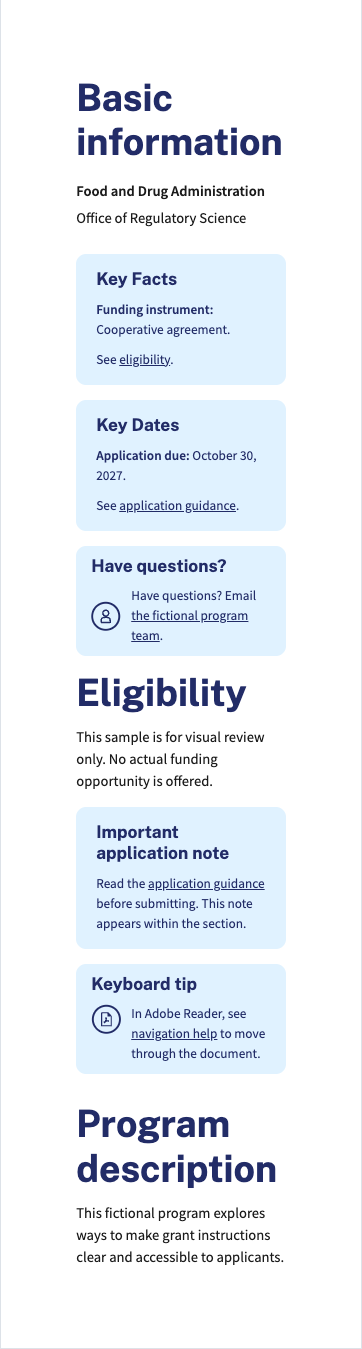 Basic
information
Food and Drug Administration
Office of Regulatory Science
Key Facts
Funding instrument:
Cooperative agreement.
See eligibility.
Key Dates
Application due: October 30,
2027.
See application guidance.
Have questions?
Have questions? Email
the fictional program
team.
Eligibility
This sample is for visual review
only. No actual funding
opportunity is offered.
Important
application note
Read the application guidance
before submitting. This note
appears within the section.
Keyboard tip
In Adobe Reader, see
navigation help to move
through the document.
Program
description
This fictional program explores
ways to make grant instructions
clear and accessible to applicants.